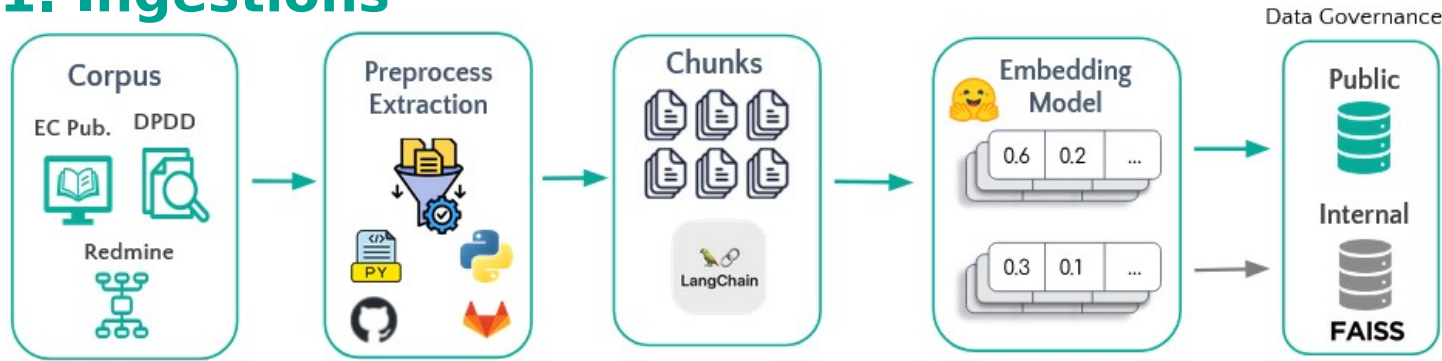 1. Ingestions
Data Governance
Corpus
EC Pub.
DPDD
Redmine
Preprocess
Extraction
</>
PY
Chunks
LangChain
Embedding
Model
0.6 0.2 ...
0.3 0.1 ...
Public
Internal
FAISS